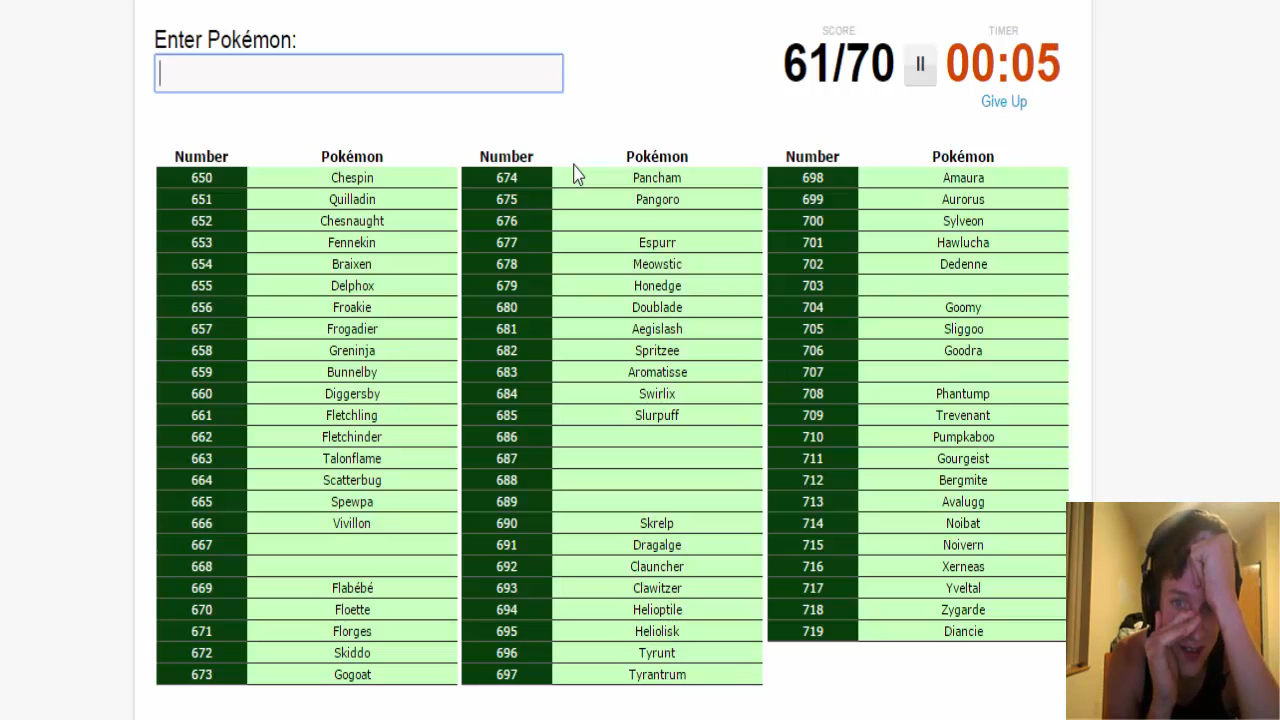 Enter Pokémon:
SCORE
61/70
TIMER
00:05
Give Up
Number Pokémon Number Pokémon Number Pokémon
650 Chespin 674 Pancham 698 Amaura
651 Quilladin 675 Pangoro 699 Aurorus
652 Chesnaught 676 700 Sylveon
653 Fennekin 677 Espurr 701 Hawlucha
654 Braixen 678 Meowstic 702 Dedenne
655 Delphox 679 Honedge 703
656 Froakie 680 Doublade 704 Goomy
657 Frogadier 681 Aegislash 705 Sliggoo
658 Greninja 682 Spritzee 706 Goodra
659 Bunnelby 683 Aromatisse 707
660 Diggersby 684 Swirlix 708 Phantump
661 Fletchling 685 Slurpuff 709 Trevenant
662 Fletchinder 686 710 Pumpkaboo
663 Talonflame 687 711 Gourgeist
664 Scatterbug 688 712 Bergmite
665 Spewpa 689 713 Avalugg
666 Vivillon 690 Skrelp 714 Noibat
667 691 Dragalge 715 Noivern
668 692 Clauncher 716 Xerneas
669 Flabébé 693 Clawitzer 717 Yveltal
670 Floette 694 Helioptile 718 Zygarde
671 Florges 695 Heliolisk 719 Diancie
672 Skiddo 696 Tyrunt
673 Gogoat 697 Tyrantrum